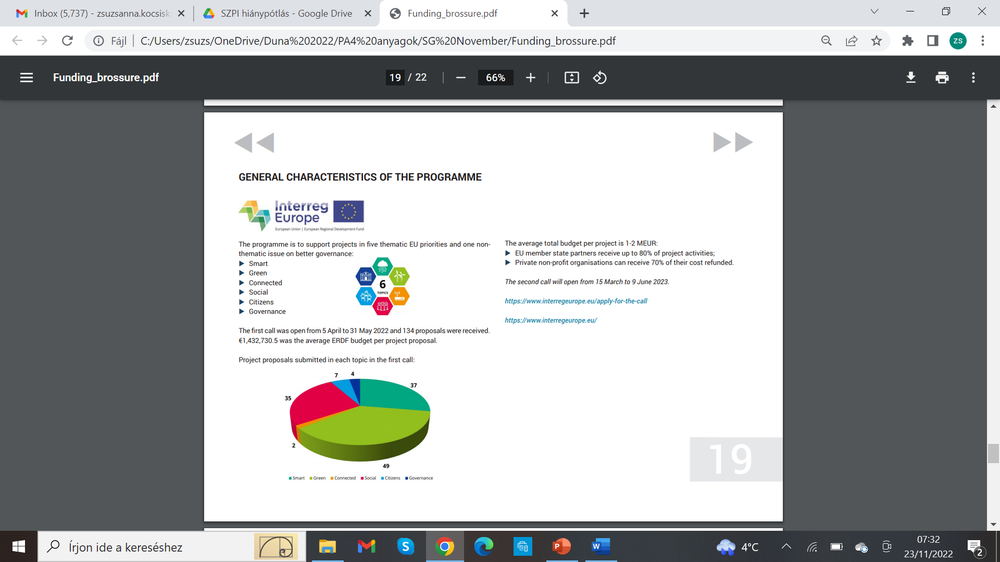 Inbox (5,737) - zsuzsanna.kocsisk
SZPI hiánypótlás - Google Drive
Funding_brossure.pdf
Fájl
C:/Users/zsuzs/OneDrive/Duna%202022/PA4%20anyagok/SG%20November/Funding_brossure.pdf
ZS
Funding_brossure.pdf
19 / 22
66%
GENERAL CHARACTERISTICS OF THE PROGRAMME
Interreg
Europe
European Union | European Regional Development Fund
The programme is to support projects in five thematic EU priorities and one non-
thematic issue on better governance:
Smart
Green
Connected
Social
Citizens
Governance
6
TOPICS
The first call was open from 5 April to 31 May 2022 and 134 proposals were received.
€1,432,730.5 was the average ERDF budget per project proposal.
Project proposals submitted in each topic in the first call:
7
4
37
35
2
49
Smart Green Connected Social Citizens Governance
The average total budget per project is 1-2 MEUR:
EU member state partners receive up to 80% of project activities;
Private non-profit organisations can receive 70% of their cost refunded.
The second call will open from 15 March to 9 June 2023.
https://www.interregeurope.eu/apply-for-the-call
https://www.interregeurope.eu/
19
Írjon ide a kereséshez
P
W
4°C
07:32
23/11/2022
2